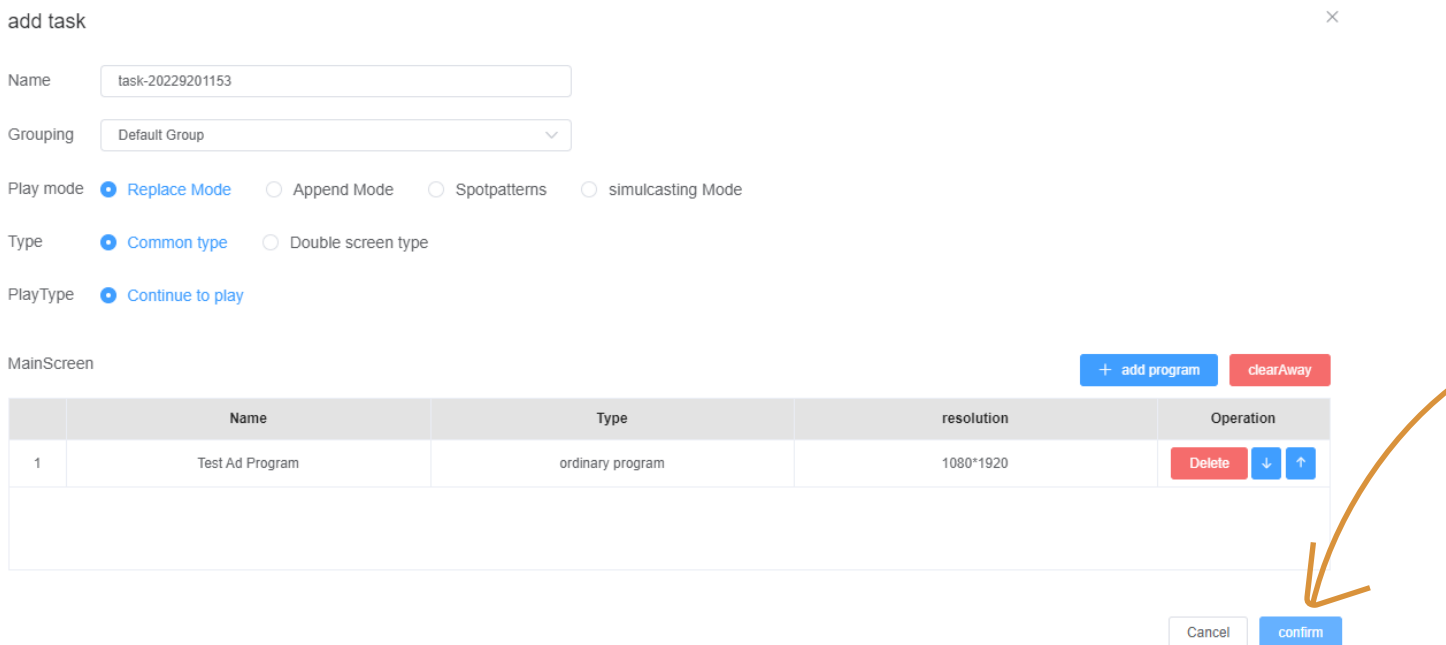 add task
Name task-20229201153
Grouping Default Group
Play mode Replace Mode Append Mode Spotpatterns simulcasting Mode
Type Common type Double screen type
PlayType Continue to play
MainScreen + add program clearAway
Name Type resolution Operation
1 Test Ad Program ordinary program 1080*1920 Delete ↓ ↑
Cancel confirm